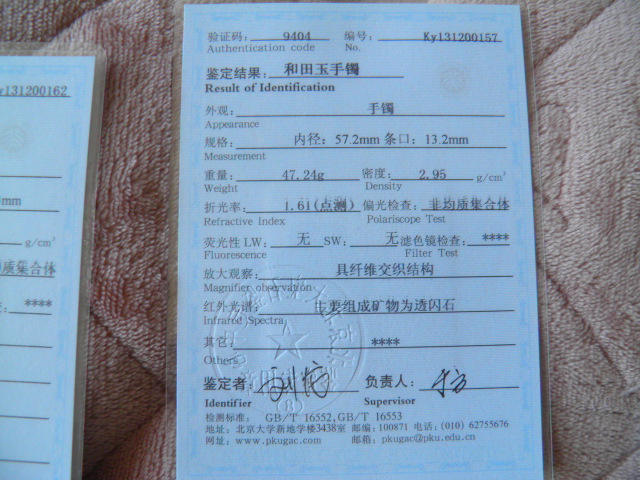 验证码: 9404 编号: Ky131200157
Authentication code No.
鉴定结果: 和田玉手镯
Result of Identification
外观: 手镯
Appearance
规格: 内径: 57.2mm 条口: 13.2mm
Measurement
重量: 47.24g 密度: 2.95 g/cm³
Weight Density
折光率: 1.61(点测) 偏光检查: 非均质集合体
Refractive Index Polariscope Test
荧光性 LW: 无 SW: 无 滤色镜检查: ****
Fluorescence Filter Test
放大观察: 具纤维交织结构
Magnifier observation
红外光谱: 主要组成矿物为透闪石
Infrared Spectra
其它: ****
Others
鉴定者: 负责人:
Identifier Supervisor
检测标准: GB/T 16552,GB/T 16553
地址: 北京大学新地学楼3438室 邮编: 100871 电话: (010) 62755676
网址: www.pkugac.com 邮箱: pkugac@pku.edu.cn
y131200162
mm
g/cm³
质集合体
****